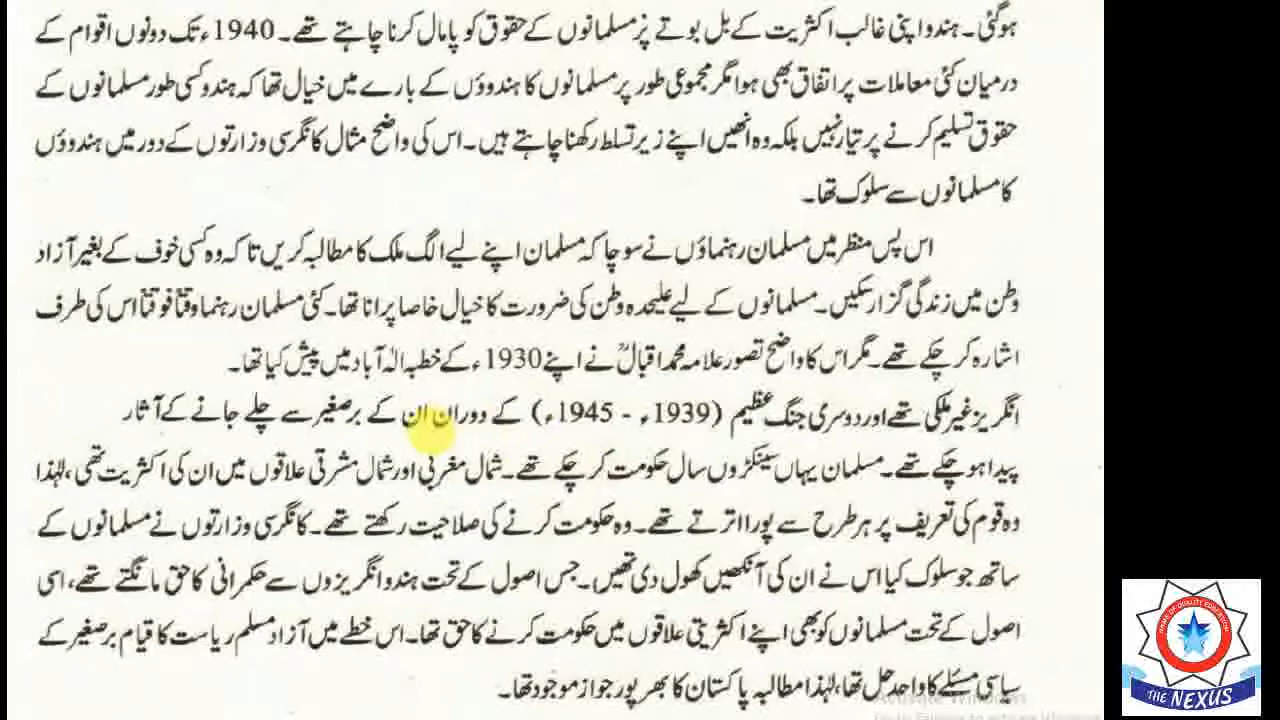 ہوگئی۔ ہندو اپنی غالب اکثریت کے بل بوتے پر مسلمانوں کے حقوق کو پامال کرنا چاہتے تھے۔ 1940ء تک دونوں اقوام کے
درمیان کئی معاملات پر اتفاق بھی ہوا مگر مجموعی طور پر مسلمانوں کا ہندوؤں کے بارے میں خیال تھا کہ ہندو کسی طور مسلمانوں کے
حقوق تسلیم کرنے پر تیار نہیں بلکہ وہ انھیں اپنے زیر تسلط رکھنا چاہتے ہیں۔ اس کی واضح مثال کانگرسی وزارتوں کے دور میں ہندوؤں
کا مسلمانوں سے سلوک تھا۔
اس پس منظر میں مسلمان رہنماؤں نے سوچا کہ مسلمان اپنے لیے الگ ملک کا مطالبہ کریں تاکہ وہ کسی خوف کے بغیر آزاد
وطن میں زندگی گزار سکیں۔ مسلمانوں کے لیے علیحدہ وطن کی ضرورت کا خیال خاصا پرانا تھا۔ کئی مسلمان رہنما وقتاً فوقتاً اس کی طرف
اشارہ کر چکے تھے۔ مگر اس کا واضح تصور علامہ محمد اقبالؒ نے اپنے 1930ء کے خطبہ الٰہ آباد میں پیش کیا تھا۔
انگریز غیر ملکی تھے اور دوسری جنگ عظیم (1939ء - 1945ء) کے دوران ان کے برصغیر سے چلے جانے کے آثار
پیدا ہو چکے تھے۔ مسلمان یہاں سینکڑوں سال حکومت کر چکے تھے۔ شمال مغربی اور شمال مشرقی علاقوں میں ان کی اکثریت تھی، لہٰذا
وہ قوم کی تعریف پر ہر طرح سے پورا اترتے تھے۔ وہ حکومت کرنے کی صلاحیت رکھتے تھے۔ کانگرسی وزارتوں نے مسلمانوں کے
ساتھ جو سلوک کیا اس نے ان کی آنکھیں کھول دی تھیں۔ جس اصول کے تحت ہندو انگریزوں سے حکمرانی کا حق مانگتے تھے، اسی
اصول کے تحت مسلمانوں کو بھی اپنے اکثریتی علاقوں میں حکومت کرنے کا حق تھا۔ اس خطے میں آزاد مسلم ریاست کا قیام برصغیر کے
سیاسی مسئلے کا واحد حل تھا، لہٰذا مطالبہ پاکستان کا بھرپور جواز موجود تھا۔
Activate Windows
THE NEXUS